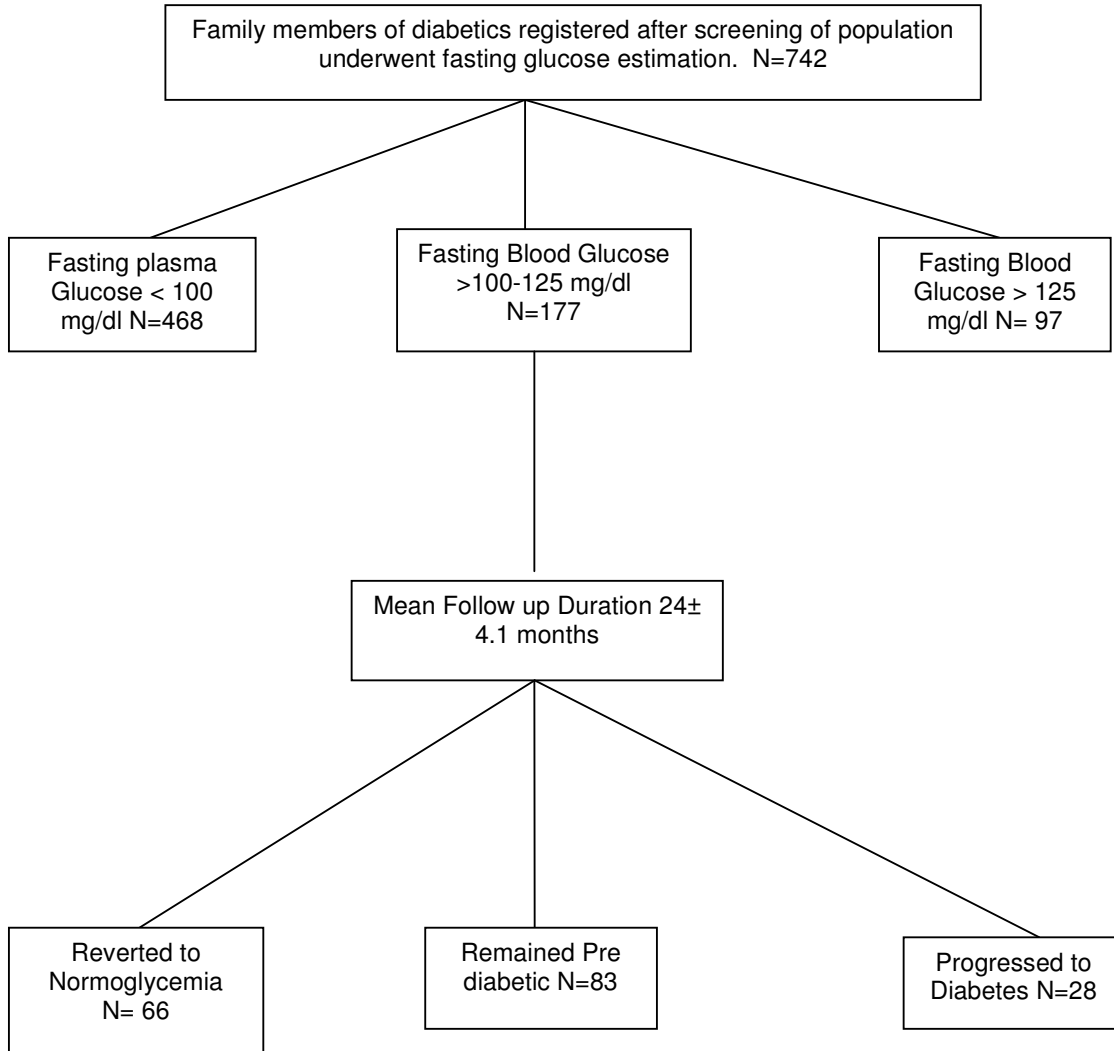 Family members of diabetics registered after screening of population
underwent fasting glucose estimation.  N=742
Fasting plasma
Glucose < 100
mg/dl N=468
Fasting Blood Glucose
>100-125 mg/dl
N=177
Fasting Blood
Glucose > 125
mg/dl N= 97
Mean Follow up Duration 24±
4.1 months
Reverted to
Normoglycemia
N= 66
Remained Pre
diabetic N=83
Progressed to
Diabetes N=28